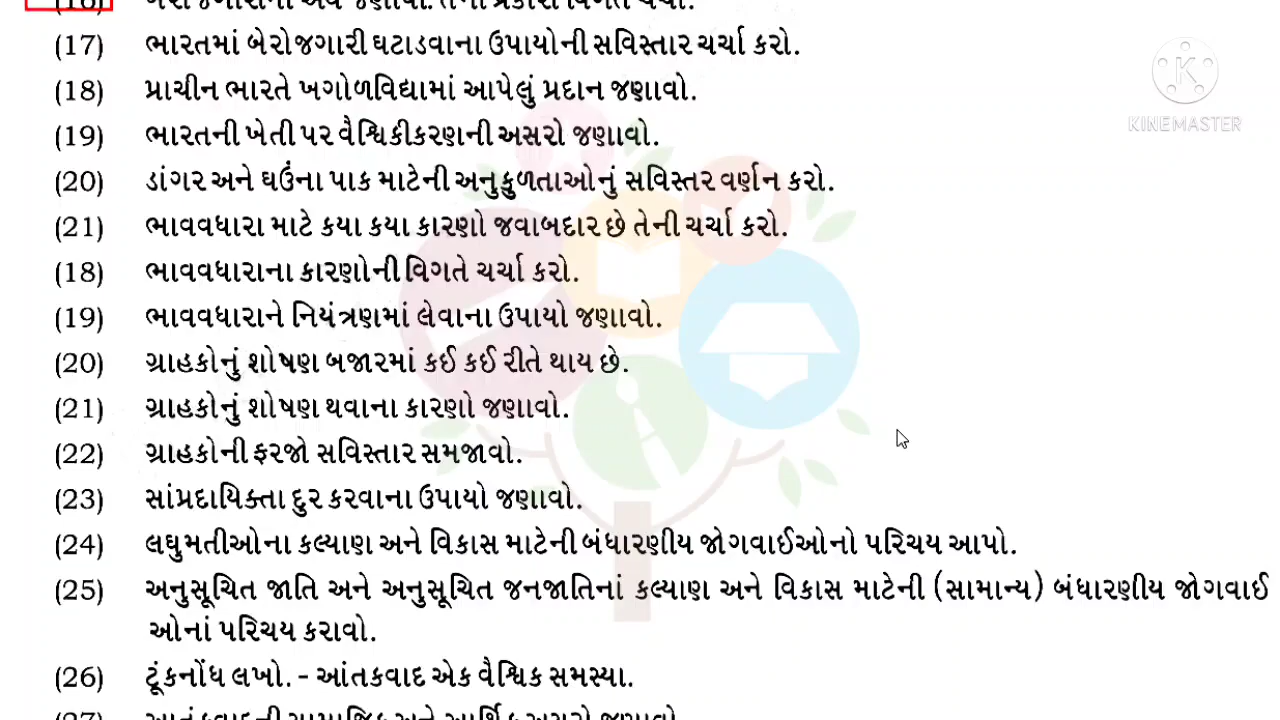 (17) ભારતમાં બેરોજગારી ઘટાડવાના ઉપાયોની સવિસ્તાર ચર્ચા કરો.
(18) પ્રાચીન ભારતે ખગોળવિદ્યામાં આપેલું પ્રદાન જણાવો.
KINEMASTER
(19) ભારતની ખેતી પર વૈશ્વિકીકરણની અસરો જણાવો.
(20) ડાંગર અને ઘઉંના પાક માટેની અનુકુળતાઓનું સવિસ્તર વર્ણન કરો.
(21) ભાવવધારા માટે કયા કયા કારણો જવાબદાર છે તેની ચર્ચા કરો.
(18) ભાવવધારાના કારણોની વિગતે ચર્ચા કરો.
(19) ભાવવધારાને નિયંત્રણમાં લેવાના ઉપાયો જણાવો.
(20) ગ્રાહકોનું શોષણ બજારમાં કઈ કઈ રીતે થાય છે.
(21) ગ્રાહકોનું શોષણ થવાના કારણો જણાવો.
(22) ગ્રાહકોની ફરજો સવિસ્તાર સમજાવો.
(23) સાંપ્રદાયિક્તા દુર કરવાના ઉપાયો જણાવો.
(24) લઘુમતીઓના કલ્યાણ અને વિકાસ માટેની બંધારણીય જોગવાઈઓનો પરિચય આપો.
(25) અનુસૂચિત જાતિ અને અનુસૂચિત જનજાતિનાં કલ્યાણ અને વિકાસ માટેની (સામાન્ય) બંધારણીય જોગવાઈ
ઓનાં પરિચય કરાવો.
(26) ટૂંકનોંધ લખો. - આંતકવાદ એક વૈશ્વિક સમસ્યા.